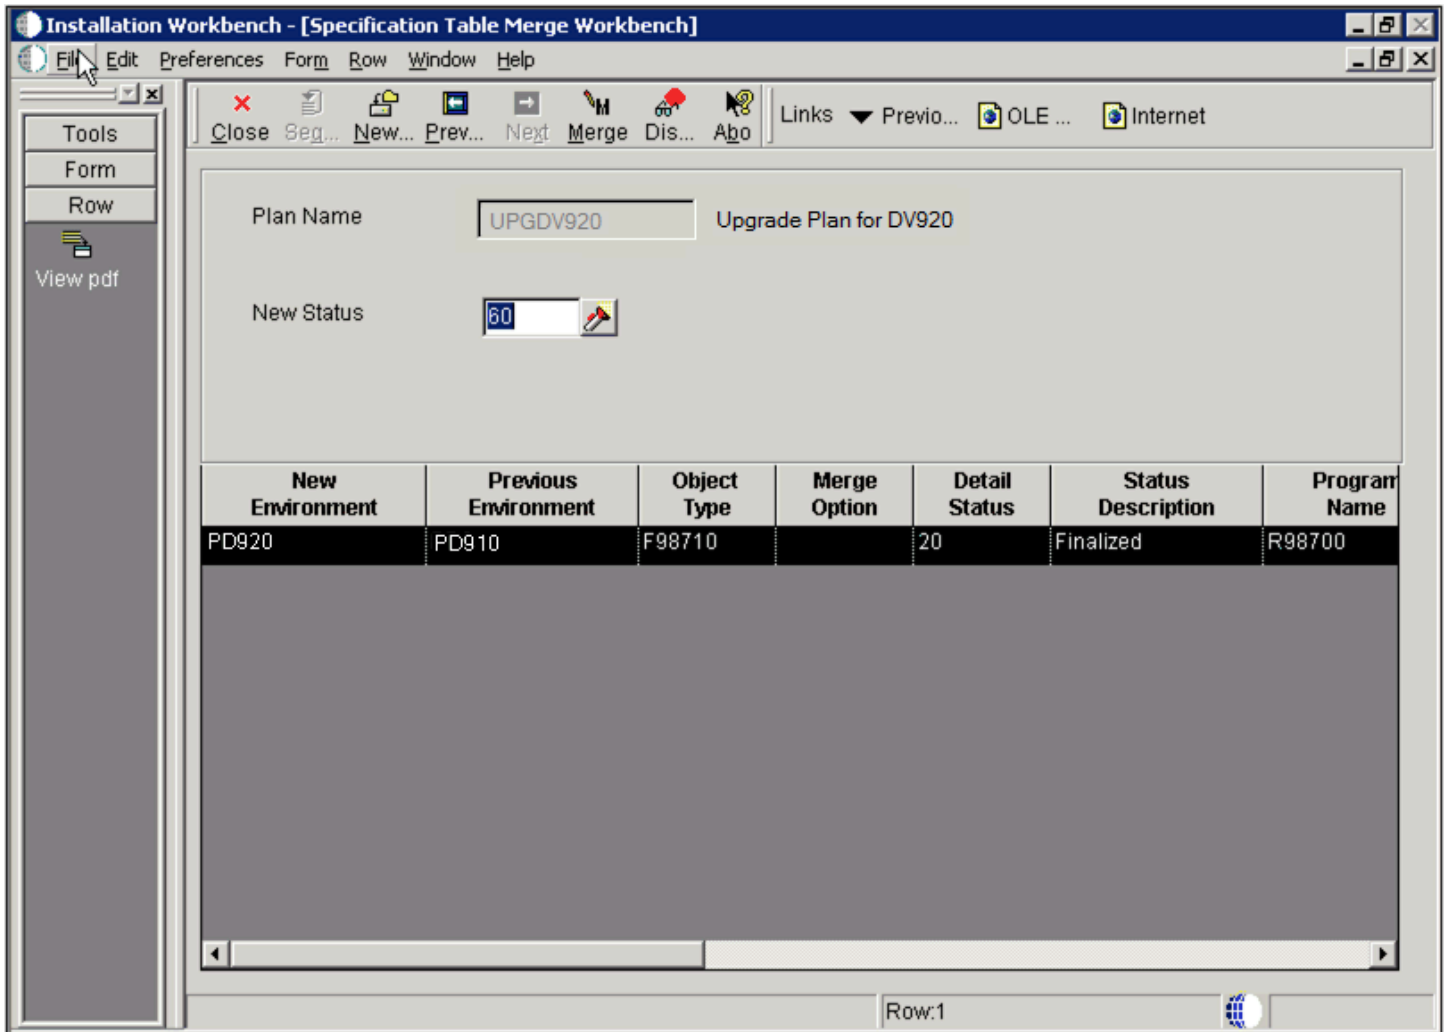 Installation Workbench - [Specification Table Merge Workbench]
File Edit Preferences Form Row Window Help
Tools
Form
Row
View pdf
Close Seq... New... Prev... Next Merge Dis... Abo Links Previo... OLE ... Internet
Plan Name UPGDV920 Upgrade Plan for DV920
New Status 60
New Environment Previous Environment Object Type Merge Option Detail Status Status Description Program Name
PD920 PD910 F98710 20 Finalized R98700
Row:1